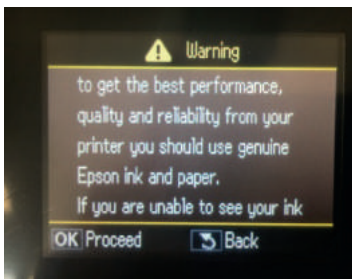 Warning
to get the best performance,
quality and reliability from your
printer you should use genuine
Epson ink and paper.
If you are unable to see your ink
OK Proceed Back